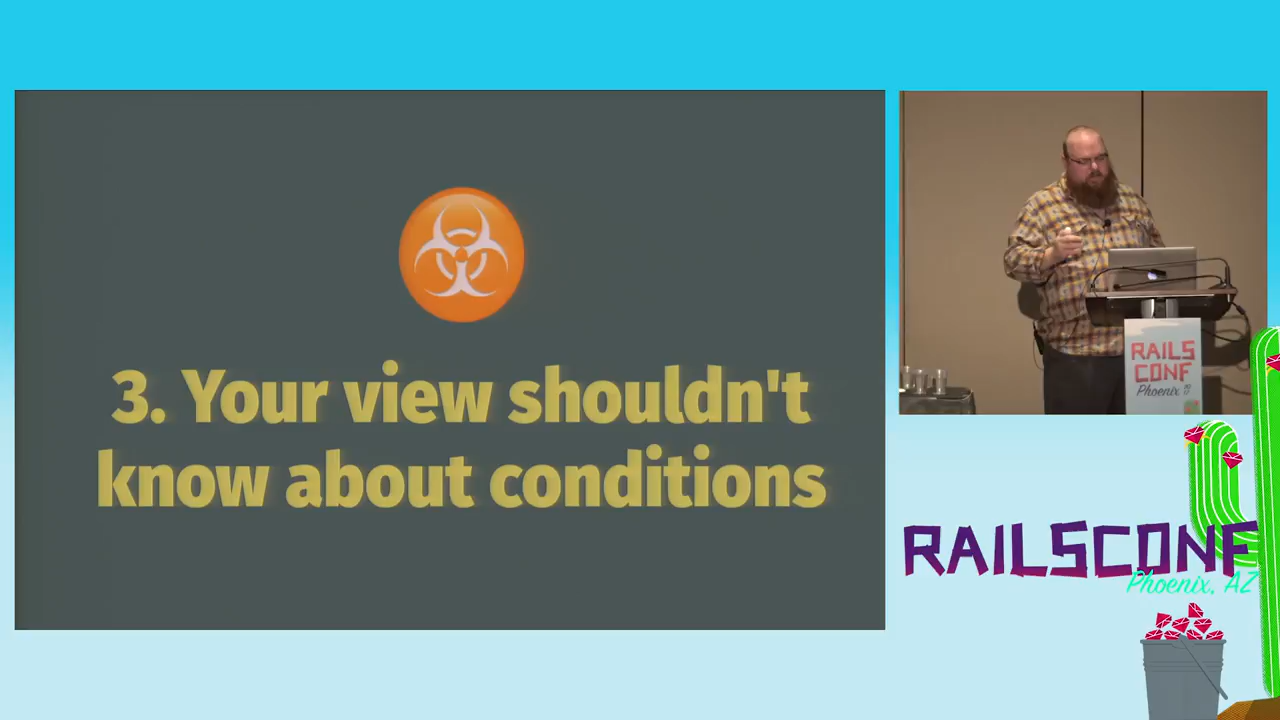 3. Your view shouldn't
know about conditions
RAILS
CONF
Phoenix
RAILSCONF
Phoenix, AZ